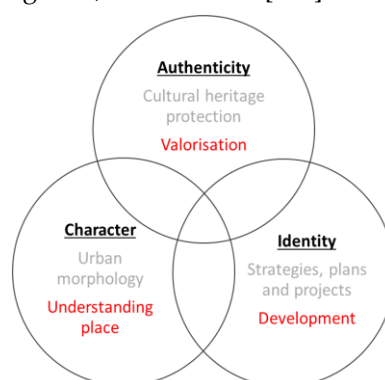 Authenticity
Cultural heritage
protection
Valorisation
Character
Urban
morphology
Understanding
place
Identity
Strategies, plans
and projects
Development